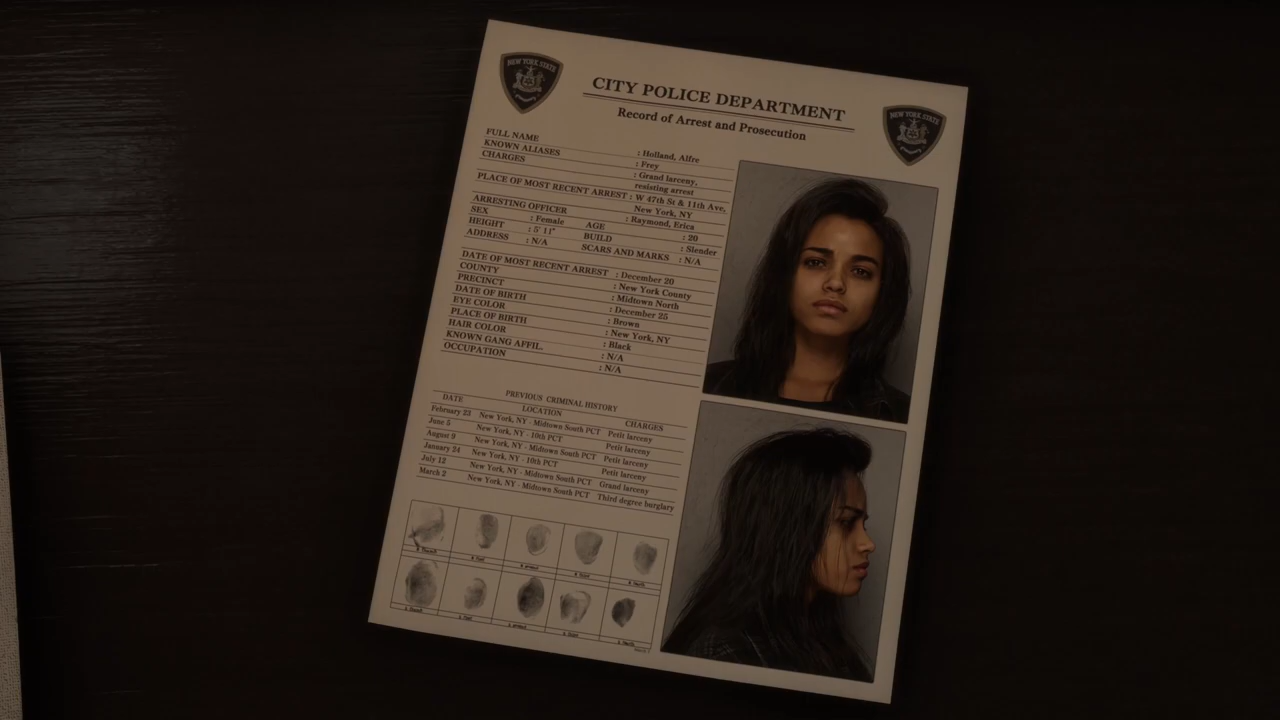 NEW YORK STATE
CITY POLICE DEPARTMENT
NEW YORK STATE
Record of Arrest and Prosecution
FULL NAME : Holland, Alfre
KNOWN ALIASES : Frey
CHARGES : Grand larceny,
resisting arrest
PLACE OF MOST RECENT ARREST : W 47th St & 11th Ave,
New York, NY
ARRESTING OFFICER : Raymond, Erica
SEX : Female AGE : 20
HEIGHT : 5' 11" BUILD : Slender
ADDRESS : N/A SCARS AND MARKS : N/A
DATE OF MOST RECENT ARREST : December 20
COUNTY : New York County
PRECINCT : Midtown North
DATE OF BIRTH : December 25
EYE COLOR : Brown
PLACE OF BIRTH : New York, NY
HAIR COLOR : Black
KNOWN GANG AFFIL. : N/A
OCCUPATION : N/A
PREVIOUS CRIMINAL HISTORY
DATE LOCATION CHARGES
February 23 New York, NY - Midtown South PCT Petit larceny
June 5 New York, NY - 10th PCT Petit larceny
August 9 New York, NY - Midtown South PCT Petit larceny
January 24 New York, NY - 10th PCT Petit larceny
July 12 New York, NY - Midtown South PCT Grand larceny
March 2 New York, NY - Midtown South PCT Third degree burglary